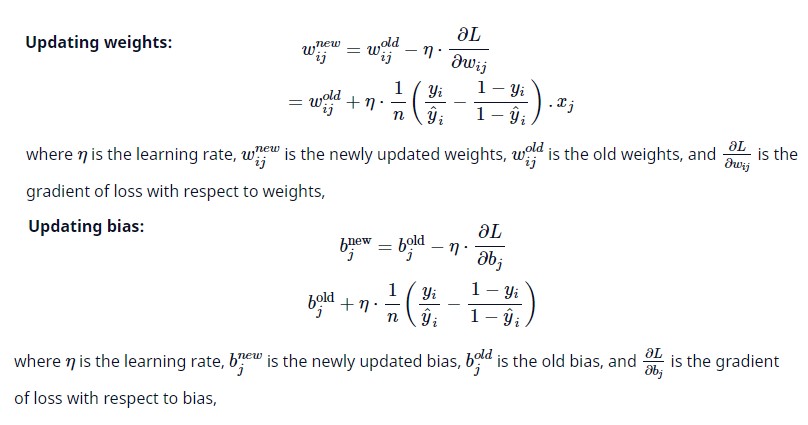 Updating weights:
$w_{ij}^{new} = w_{ij}^{old} - \eta \cdot \frac{\partial L}{\partial w_{ij}}$
$= w_{ij}^{old} + \eta \cdot \frac{1}{n} \left( \frac{y_i}{\hat{y}_i} - \frac{1 - y_i}{1 - \hat{y}_i} \right) . x_j$
where $\eta$ is the learning rate, $w_{ij}^{new}$ is the newly updated weights, $w_{ij}^{old}$ is the old weights, and $\frac{\partial L}{\partial w_{ij}}$ is the
gradient of loss with respect to weights,
Updating bias:
$b_j^{\text{new}} = b_j^{\text{old}} - \eta \cdot \frac{\partial L}{\partial b_j}$
$b_j^{\text{old}} + \eta \cdot \frac{1}{n} \left( \frac{y_i}{\hat{y}_i} - \frac{1 - y_i}{1 - \hat{y}_i} \right)$
where $\eta$ is the learning rate, $b_j^{new}$ is the newly updated bias, $b_j^{old}$ is the old bias, and $\frac{\partial L}{\partial b_j}$ is the gradient
of loss with respect to bias,